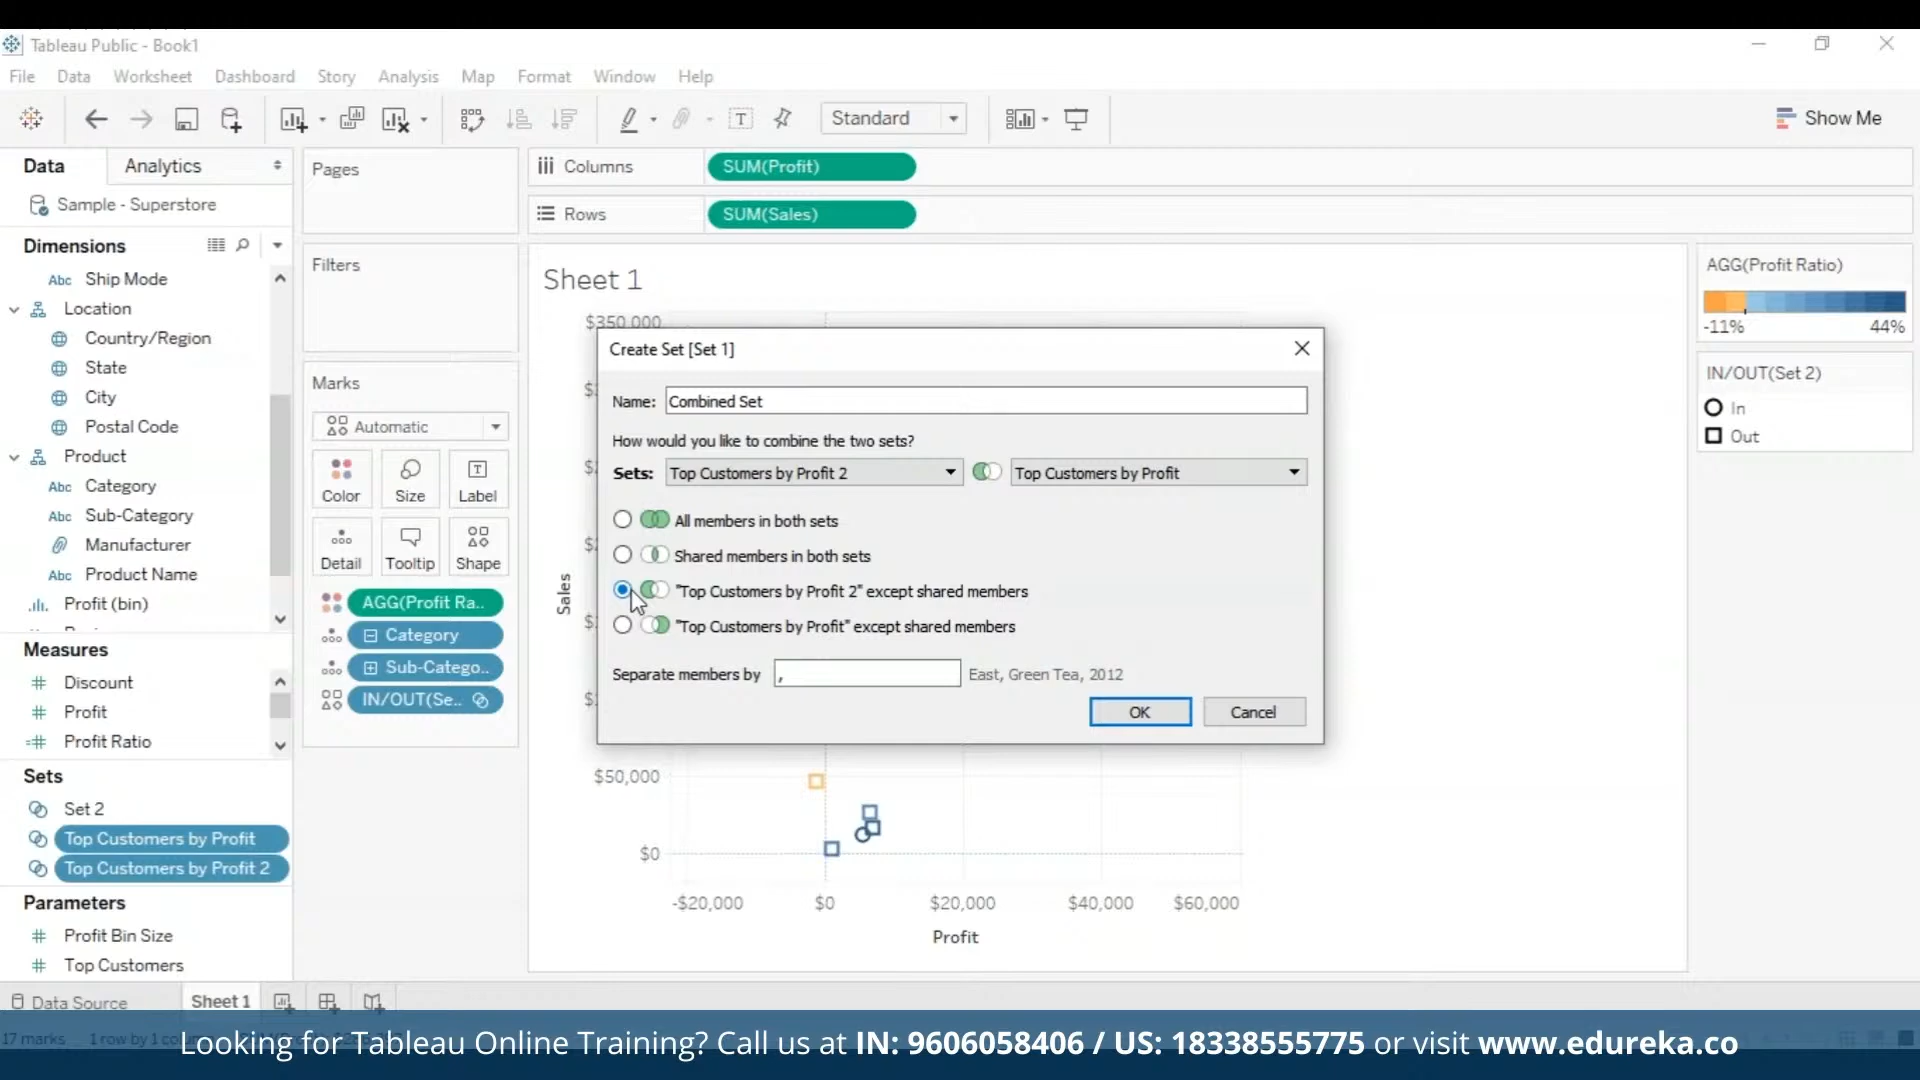 Tableau Public - Book1
File Data Worksheet Dashboard Story Analysis Map Format Window Help
Standard
Show Me
Data Analytics
Sample - Superstore
Dimensions
Abc Ship Mode
Location
Country/Region
State
City
Postal Code
Product
Abc Category
Abc Sub-Category
Manufacturer
Abc Product Name
Profit (bin)
Measures
# Discount
# Profit
=# Profit Ratio
Sets
Set 2
Top Customers by Profit
Top Customers by Profit 2
Parameters
# Profit Bin Size
# Top Customers
Pages
Filters
Marks
Automatic
Color Size Label
Detail Tooltip Shape
AGG(Profit Ra..
Category
Sub-Catego..
IN/OUT(Se..
Columns SUM(Profit)
Rows SUM(Sales)
Sheet 1
$350,000
Create Set [Set 1]
Name: Combined Set
How would you like to combine the two sets?
Sets: Top Customers by Profit 2 Top Customers by Profit
All members in both sets
Shared members in both sets
"Top Customers by Profit 2" except shared members
"Top Customers by Profit" except shared members
Separate members by , East, Green Tea, 2012
OK Cancel
Sales
$50,000
$0
-$20,000 $0 $20,000 $40,000 $60,000
Profit
AGG(Profit Ratio)
-11% 44%
IN/OUT(Set 2)
In
Out
Data Source Sheet 1
17 marks 1 row by 1
Looking for Tableau Online Training? Call us at IN: 9606058406 / US: 18338555775 or visit www.edureka.co